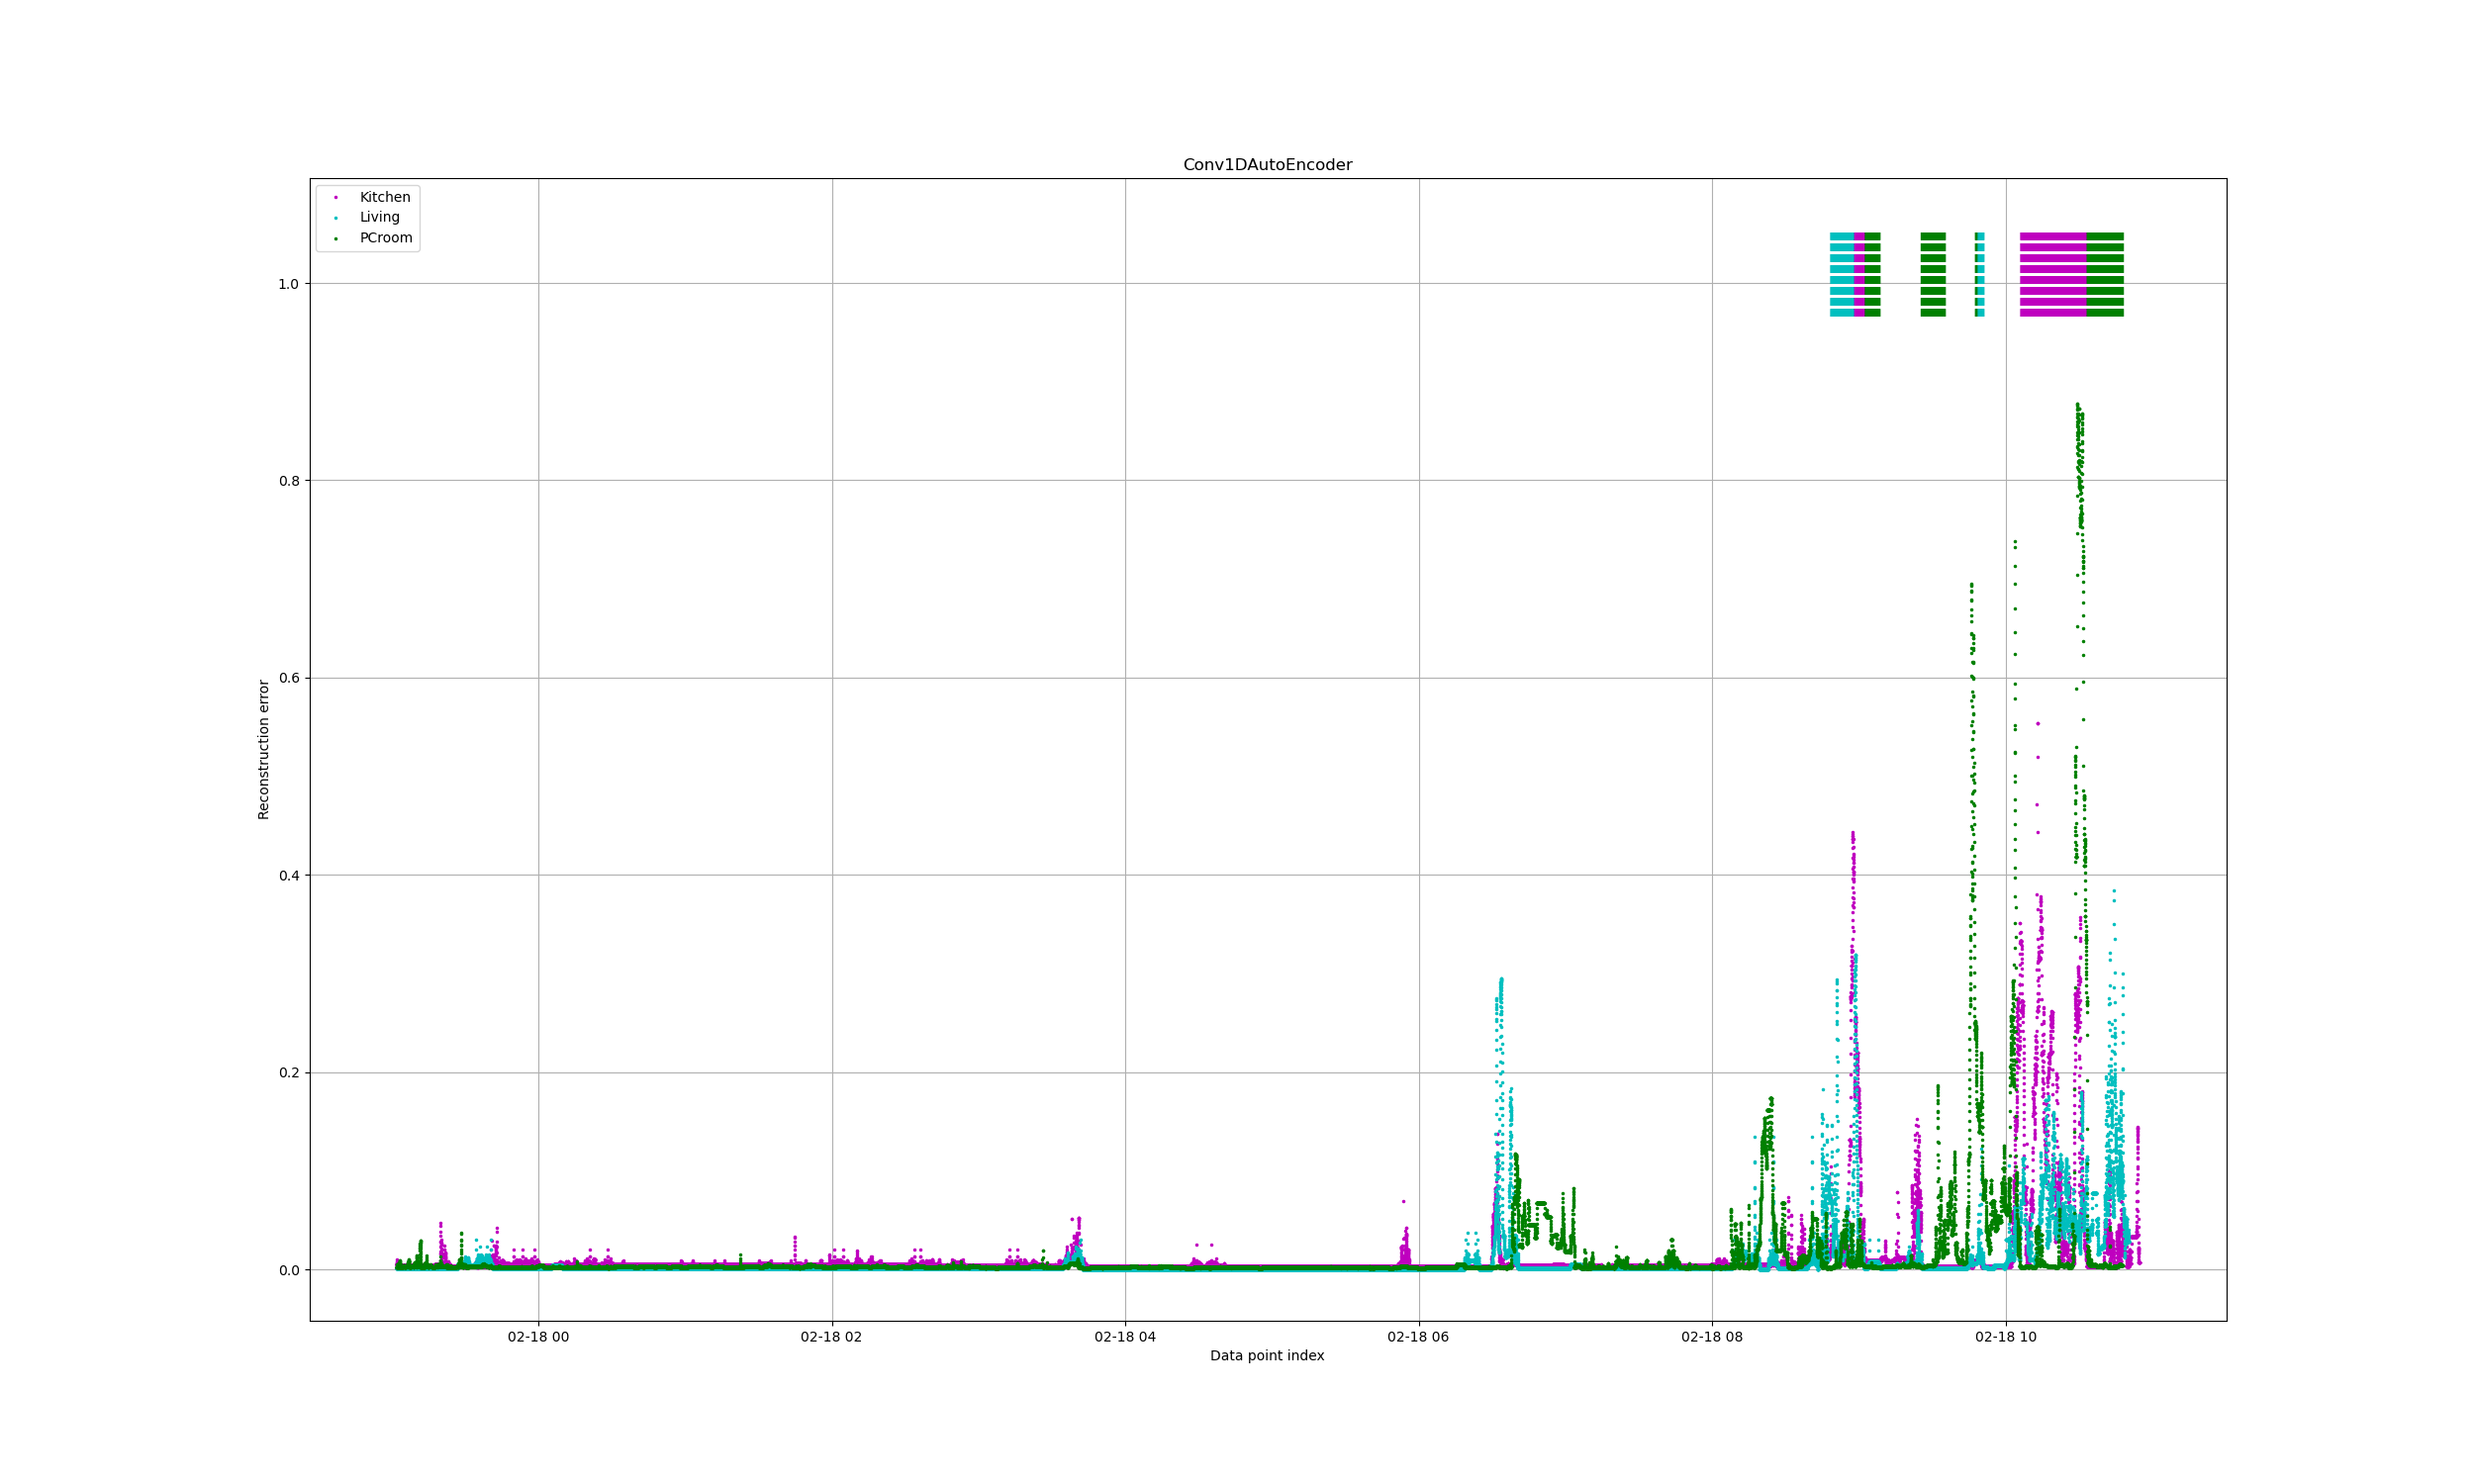 Conv1DAutoEncoder
Kitchen
Living
PCroom
1.0
0.8
0.6
0.4
0.2
0.0
Reconstruction error
02-18 00
02-18 02
02-18 04
02-18 06
02-18 08
02-18 10
Data point index